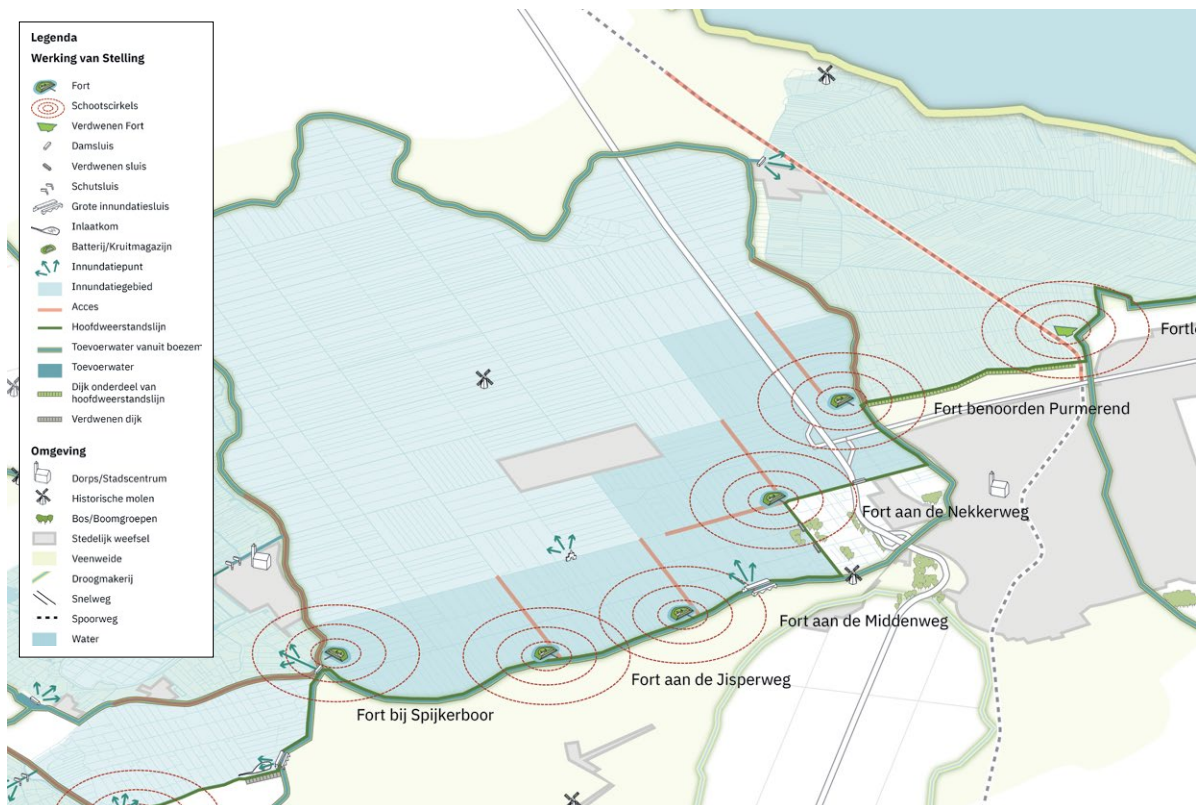 Legenda
Werking van Stelling
Fort
Schootscirkels
Verdwenen Fort
Damsluis
Verdwenen sluis
Schutsluis
Grote innundatiesluis
Inlaatkom
Batterij/Kruitmagazijn
Innundatiepunt
Innundatiegebied
Acces
Hoofdweerstandslijn
Toevoerwater vanuit boezem
Toevoerwater
Dijk onderdeel van
hoofdweerstandslijn
Verdwenen dijk
Omgeving
Dorps/Stadscentrum
Historische molen
Bos/Boomgroepen
Stedelijk weefsel
Veenweide
Droogmakerij
Snelweg
Spoorweg
Water
Fortle
Fort benoorden Purmerend
Fort aan de Nekkerweg
Fort aan de Middenweg
Fort aan de Jisperweg
Fort bij Spijkerboor